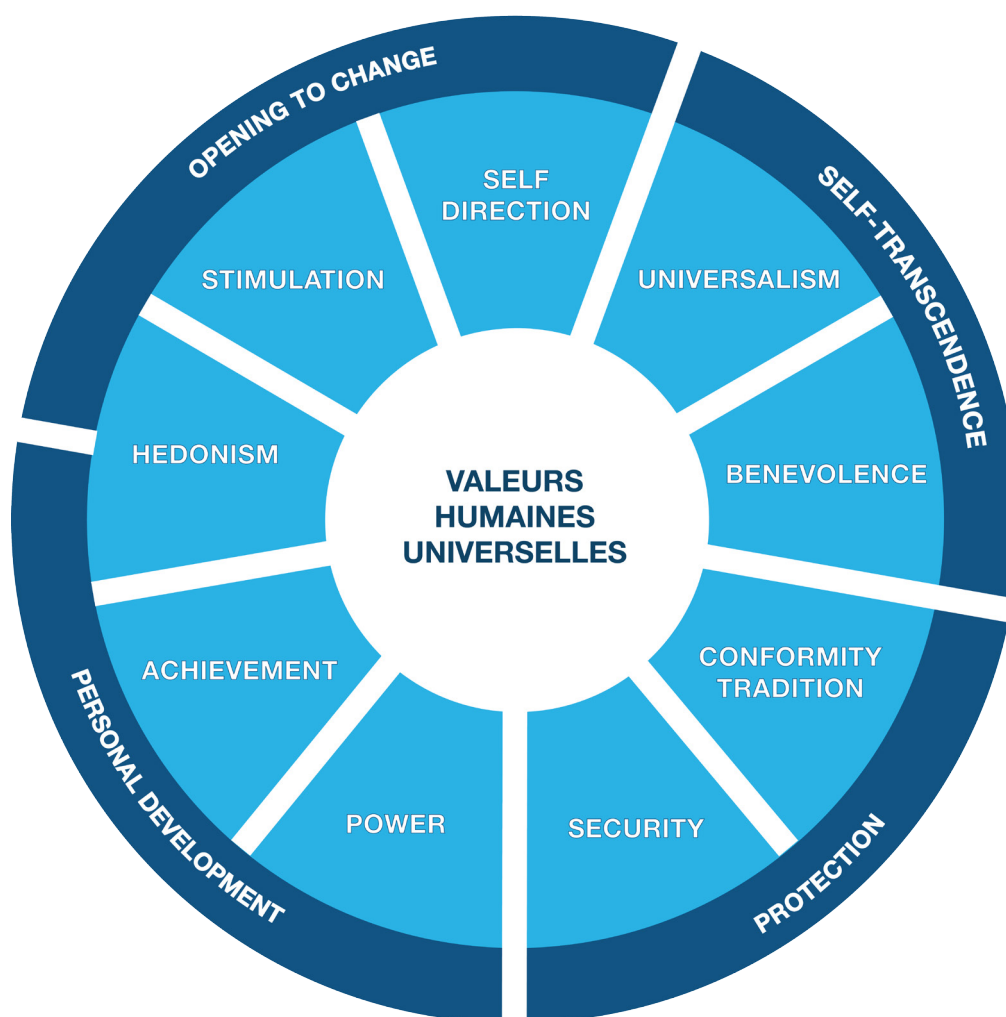 OPENING TO CHANGE
SELF-TRANSCENDENCE
SELF
DIRECTION
STIMULATION
UNIVERSALISM
HEDONISM
BENEVOLENCE
VALEURS
HUMAINES
UNIVERSELLES
ACHIEVEMENT
CONFORMITY
TRADITION
POWER
SECURITY
PERSONAL DEVELOPMENT
PROTECTION